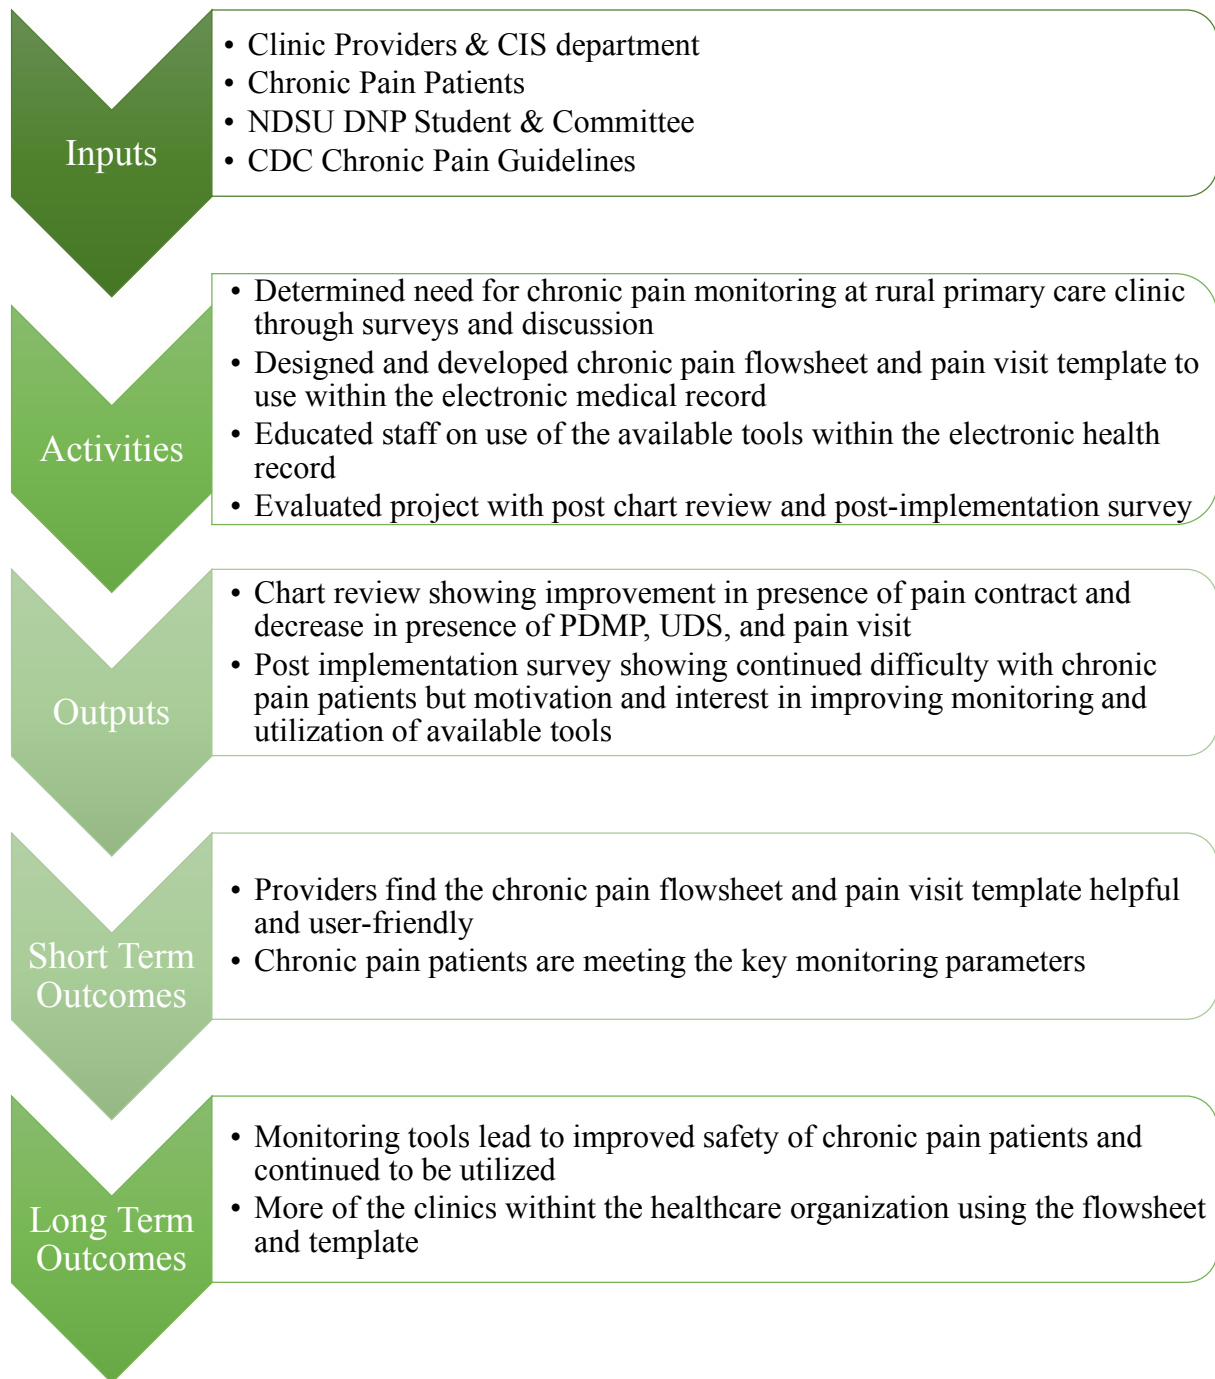 Inputs
• Clinic Providers & CIS department
• Chronic Pain Patients
• NDSU DNP Student & Committee
• CDC Chronic Pain Guidelines
Activities
• Determined need for chronic pain monitoring at rural primary care clinic
through surveys and discussion
• Designed and developed chronic pain flowsheet and pain visit template to
use within the electronic medical record
• Educated staff on use of the available tools within the electronic health
record
• Evaluated project with post chart review and post-implementation survey
Outputs
• Chart review showing improvement in presence of pain contract and
decrease in presence of PDMP, UDS, and pain visit
• Post implementation survey showing continued difficulty with chronic
pain patients but motivation and interest in improving monitoring and
utilization of available tools
Short Term
Outcomes
• Providers find the chronic pain flowsheet and pain visit template helpful
and user-friendly
• Chronic pain patients are meeting the key monitoring parameters
Long Term
Outcomes
• Monitoring tools lead to improved safety of chronic pain patients and
continued to be utilized
• More of the clinics withint the healthcare organization using the flowsheet
and template